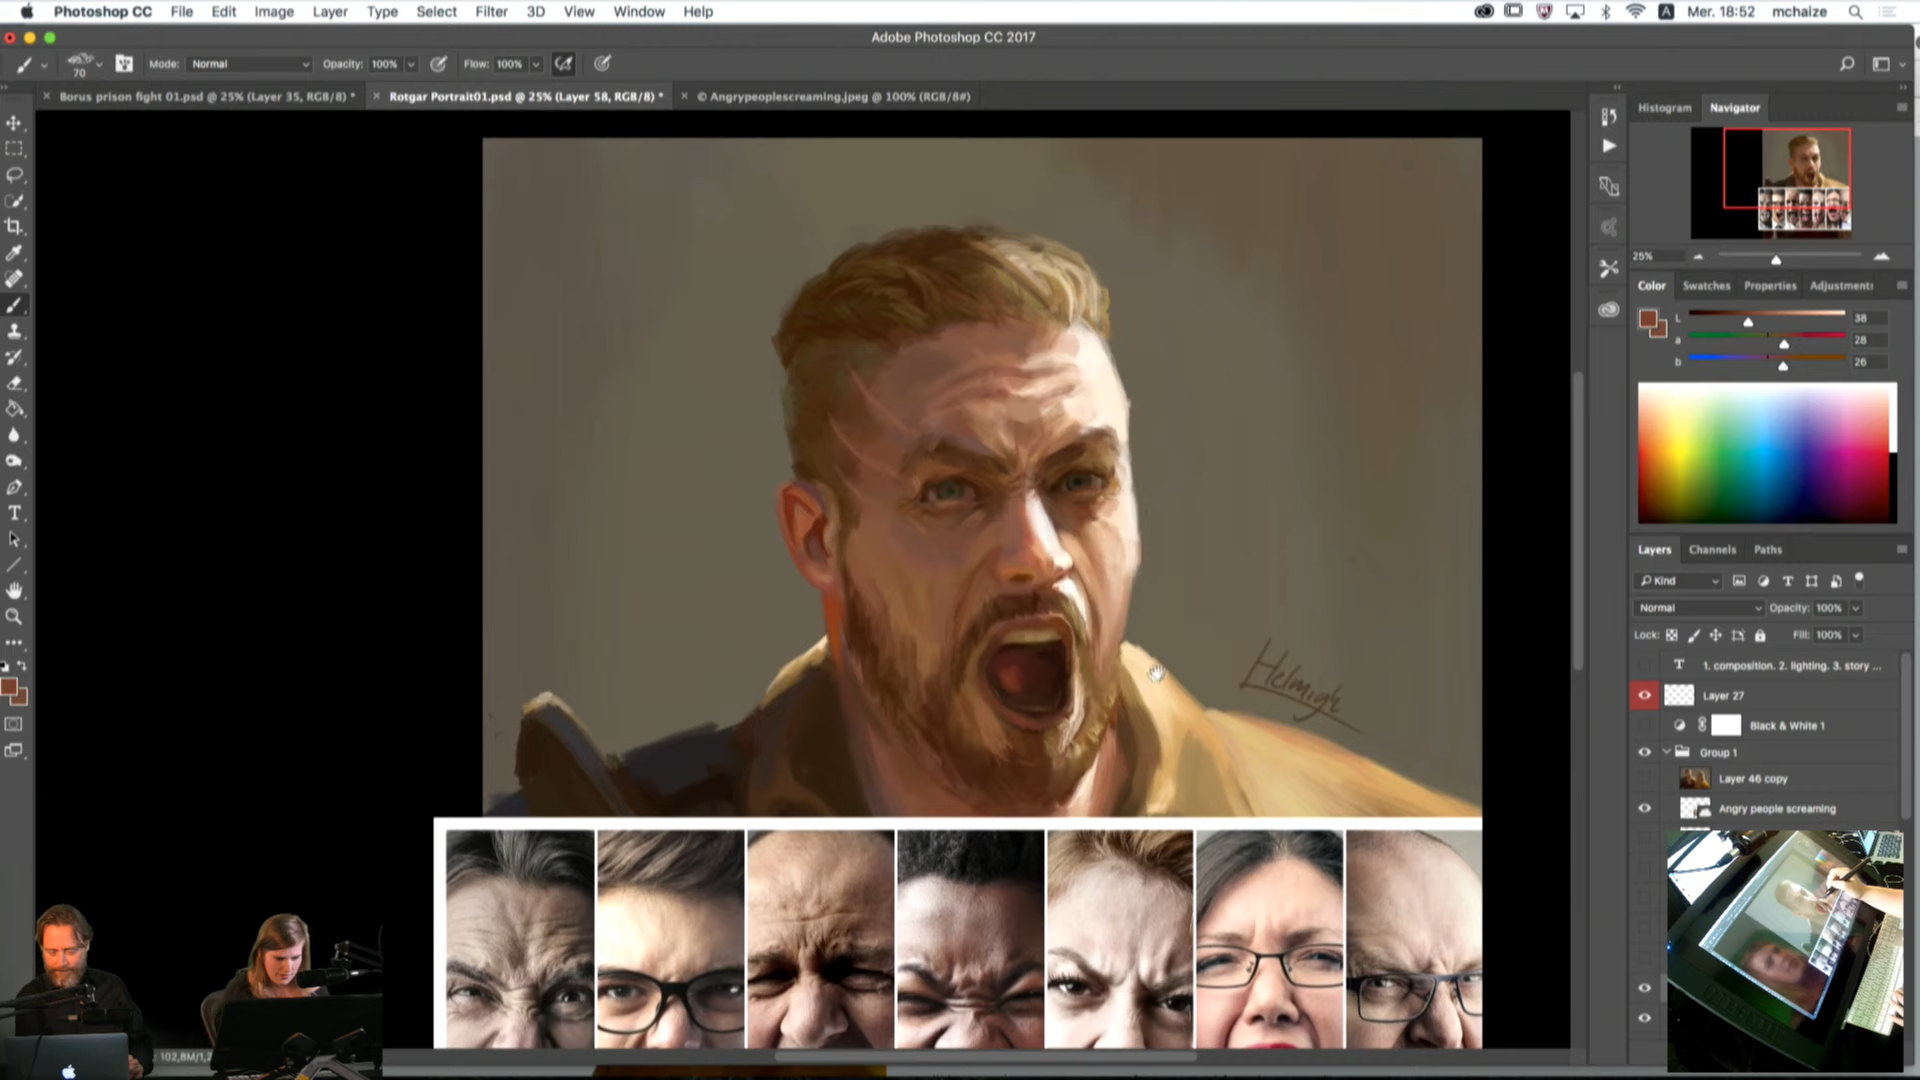 Photoshop CC File Edit Image Layer Type Select Filter 3D View Window Help A Mer. 18:52 mchaize
Adobe Photoshop CC 2017
70 Mode: Normal Opacity: 100% Flow: 100%
Borus prison fight 01.psd @ 25% (Layer 35, RGB/8) * Rotgar Portrait01.psd @ 25% (Layer 58, RGB/8) * © Angrypeoplescreaming.jpeg @ 100% (RGB/8#)
Histogram Navigator
25%
Color Swatches Properties Adjustments
L 38
a 28
b 26
Layers Channels Paths
Kind
Normal Opacity: 100%
Lock: Fill: 100%
1. composition. 2. lighting. 3. story ...
Layer 27
Black & White 1
Group 1
Layer 46 copy
Angry people screaming
Helmigh